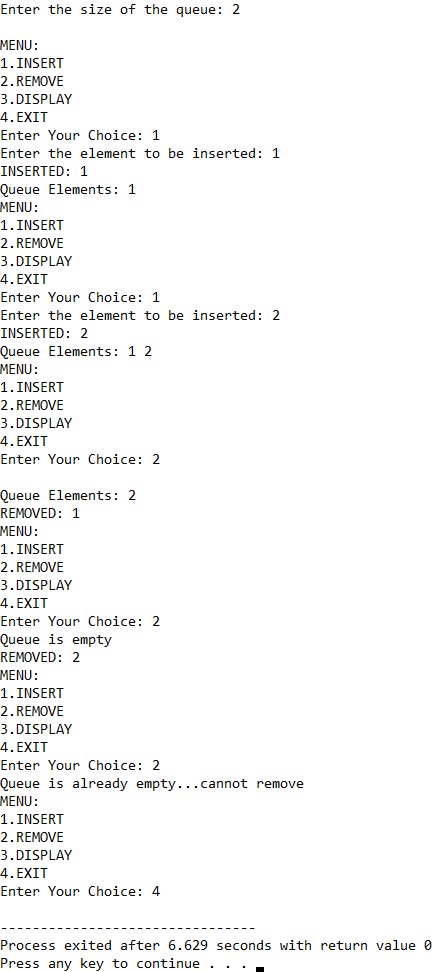 Enter the size of the queue: 2

MENU:
1.INSERT
2.REMOVE
3.DISPLAY
4.EXIT
Enter Your Choice: 1
Enter the element to be inserted: 1
INSERTED: 1
Queue Elements: 1
MENU:
1.INSERT
2.REMOVE
3.DISPLAY
4.EXIT
Enter Your Choice: 1
Enter the element to be inserted: 2
INSERTED: 2
Queue Elements: 1 2
MENU:
1.INSERT
2.REMOVE
3.DISPLAY
4.EXIT
Enter Your Choice: 2

Queue Elements: 2
REMOVED: 1
MENU:
1.INSERT
2.REMOVE
3.DISPLAY
4.EXIT
Enter Your Choice: 2
Queue is empty
REMOVED: 2
MENU:
1.INSERT
2.REMOVE
3.DISPLAY
4.EXIT
Enter Your Choice: 2
Queue is already empty...cannot remove
MENU:
1.INSERT
2.REMOVE
3.DISPLAY
4.EXIT
Enter Your Choice: 4

--------------------------------
Process exited after 6.629 seconds with return value 0
Press any key to continue . . .